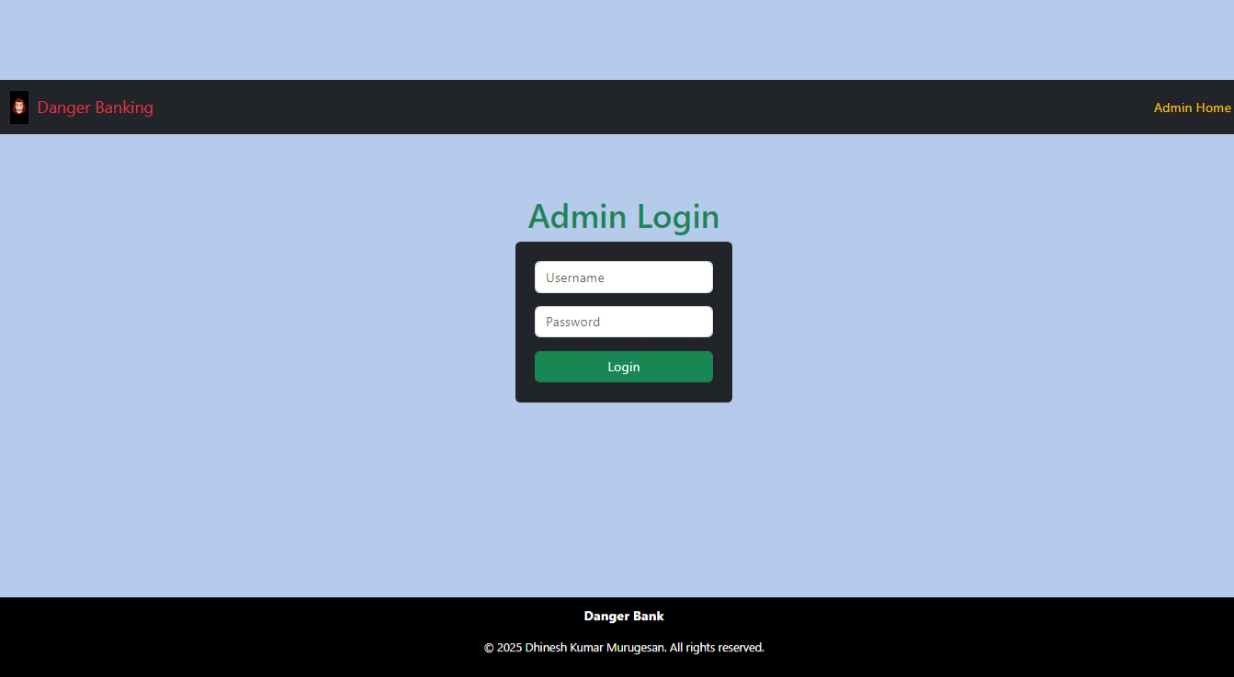 Danger Banking
Admin Home
Admin Login
Username
Password
Login
Danger Bank
© 2025 Dhinesh Kumar Murugesan. All rights reserved.